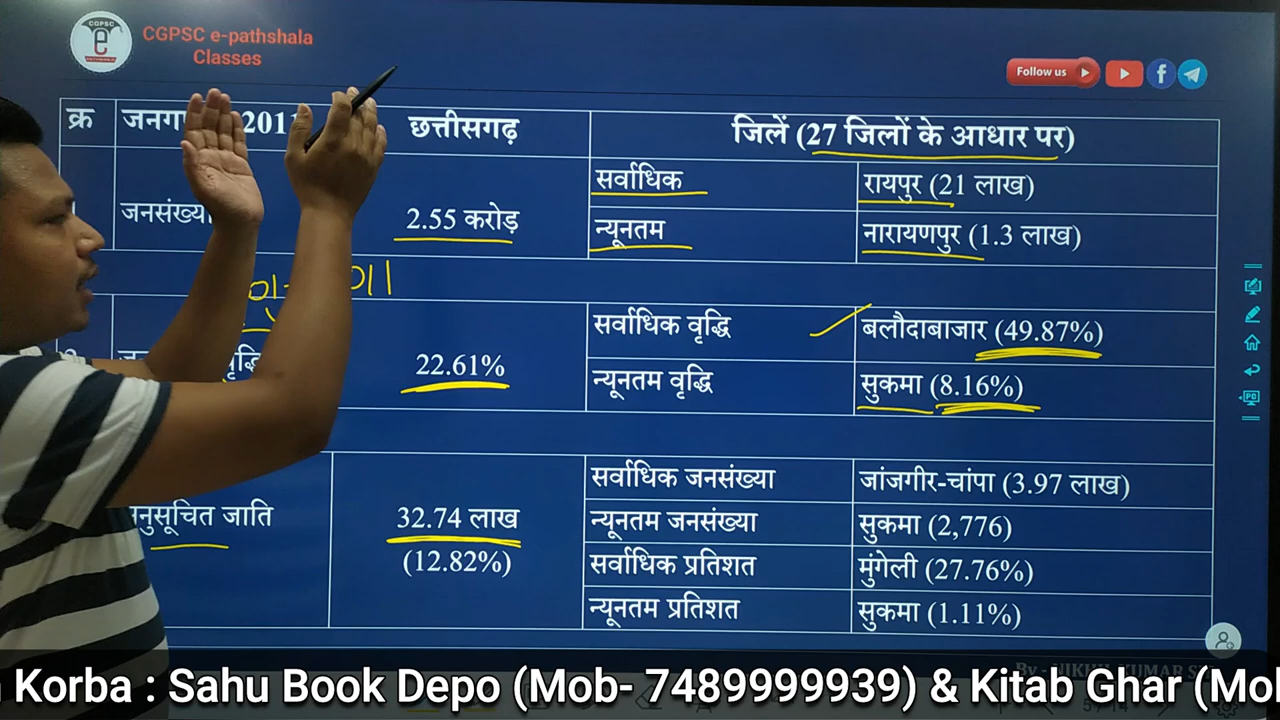 CGPSC
e
CGPSC e-pathshala
Classes
Follow us
क्र
2011
छत्तीसगढ़
जिलें (27 जिलों के आधार पर)
जनसंख्या
2.55 करोड़
सर्वाधिक
रायपुर (21 लाख)
न्यूनतम
नारायणपुर (1.3 लाख)
22.61%
सर्वाधिक वृद्धि
बलौदाबाजार (49.87%)
न्यूनतम वृद्धि
सुकमा (8.16%)
जाति
32.74 लाख
(12.82%)
सर्वाधिक जनसंख्या
जांजगीर-चांपा (3.97 लाख)
न्यूनतम जनसंख्या
सुकमा (2,776)
सर्वाधिक प्रतिशत
मुंगेली (27.76%)
न्यूनतम प्रतिशत
सुकमा (1.11%)
Korba : Sahu Book Depo (Mob- 7489999939) & Kitab Ghar (Mo